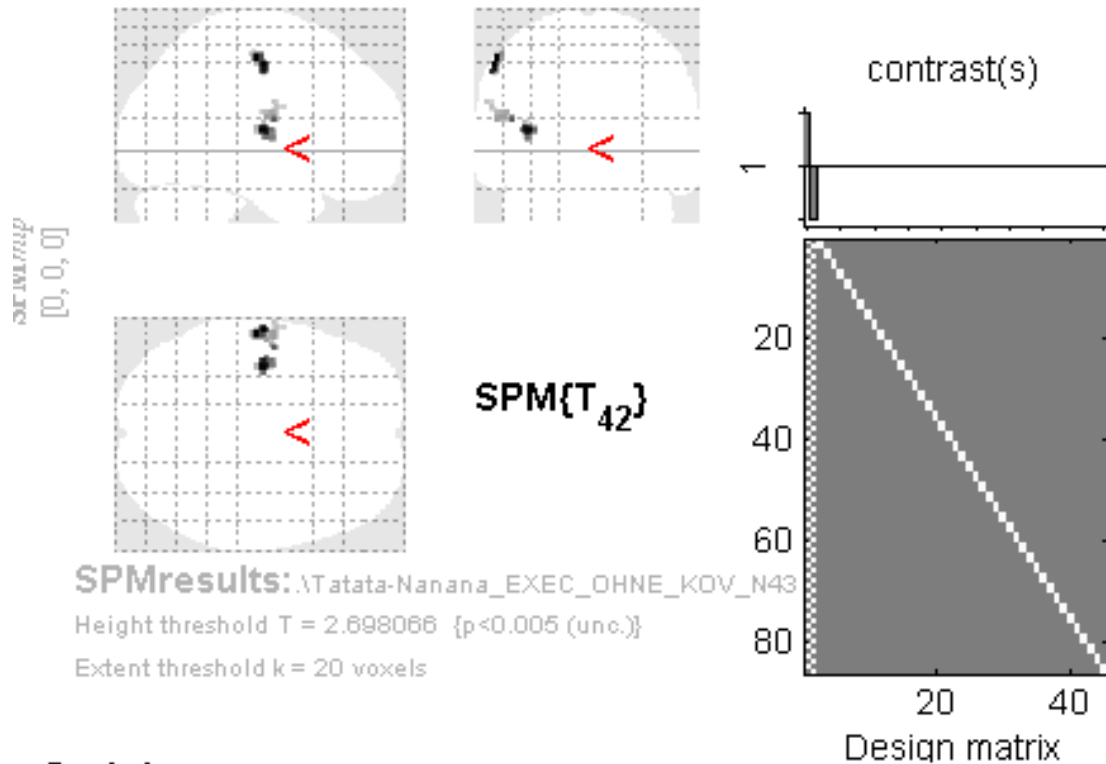 contrast(s)
1
SPMmip
[0, 0, 0]
20
40
60
80
SPM{T42}
SPMresults: .\Tatata-Nanana_EXEC_OHNE_KOV_N43
Height threshold T = 2.698066 {p<0.005 (unc.)}
Extent threshold k = 20 voxels
20 40
Design matrix